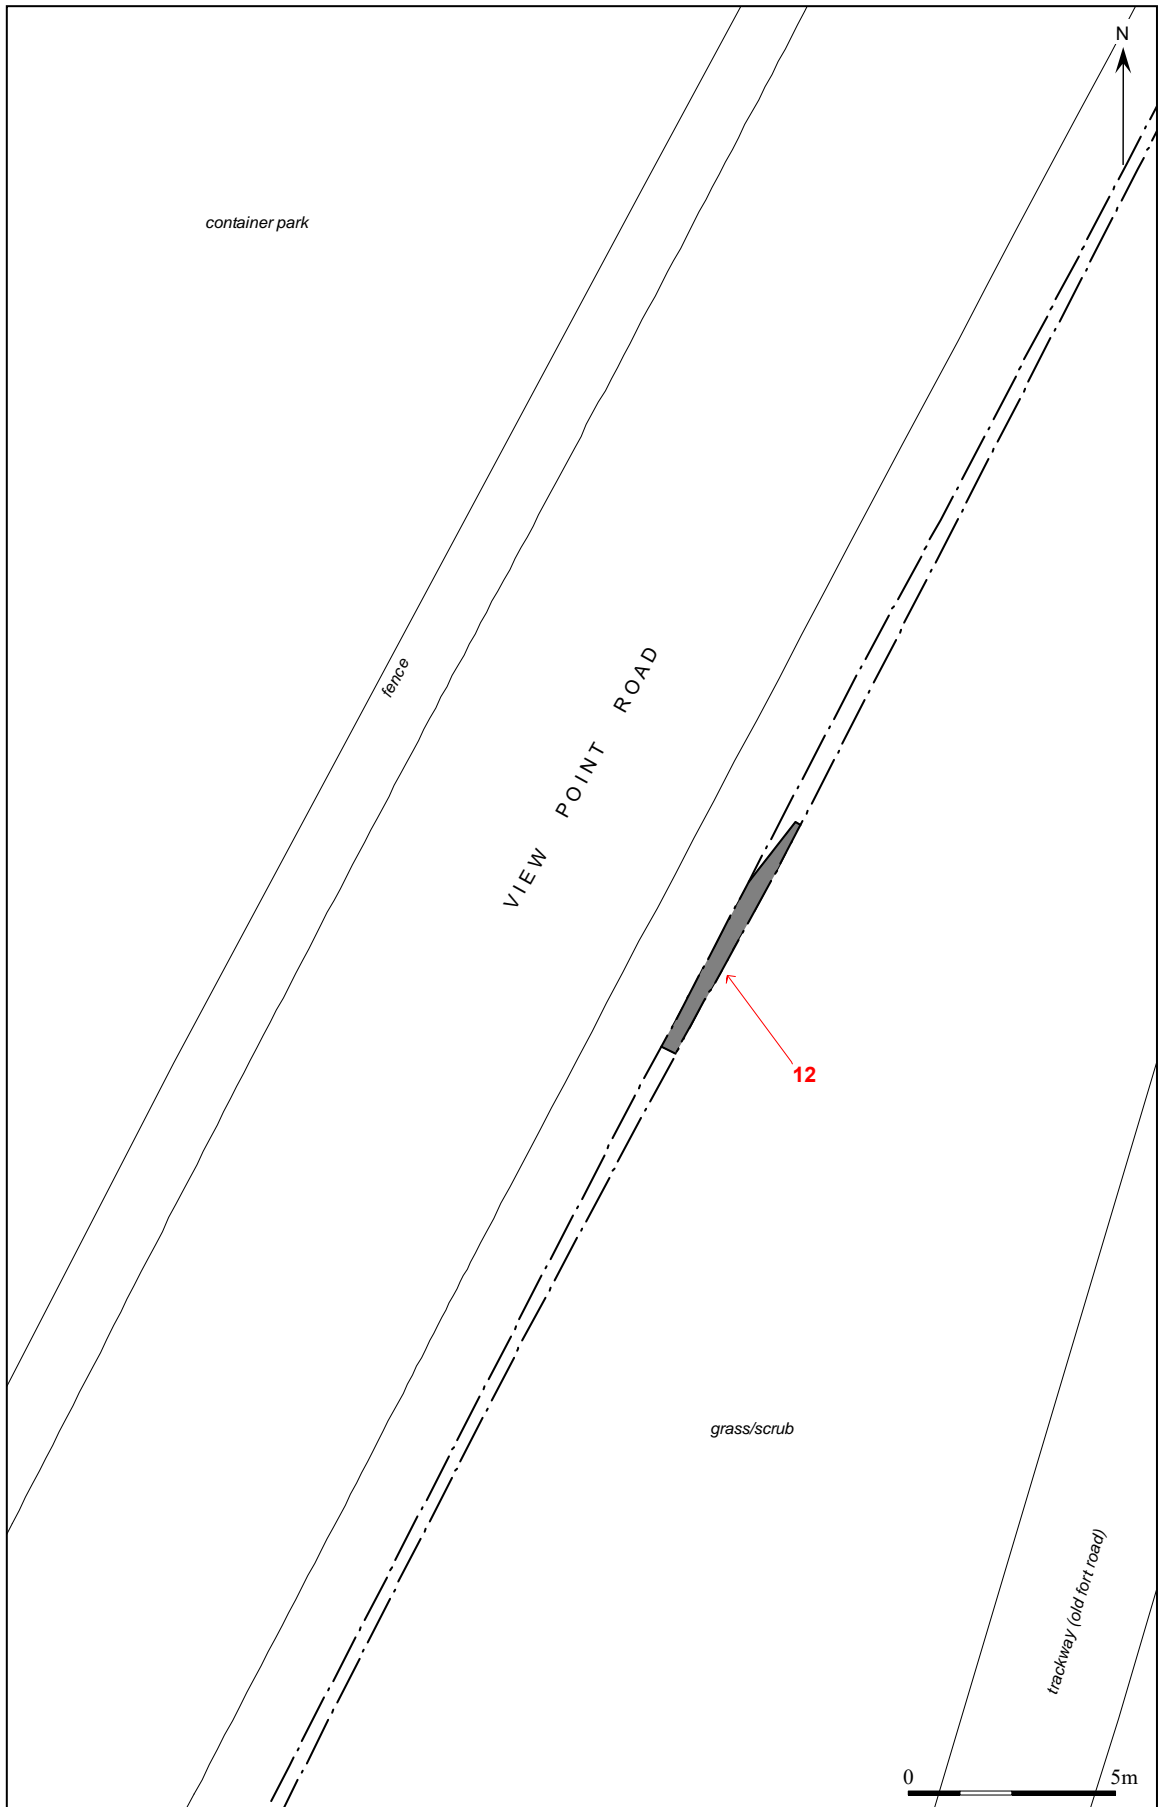 N
container park
fence
VIEW POINT ROAD
12
grass/scrub
trackway (old fort road)
0 5m